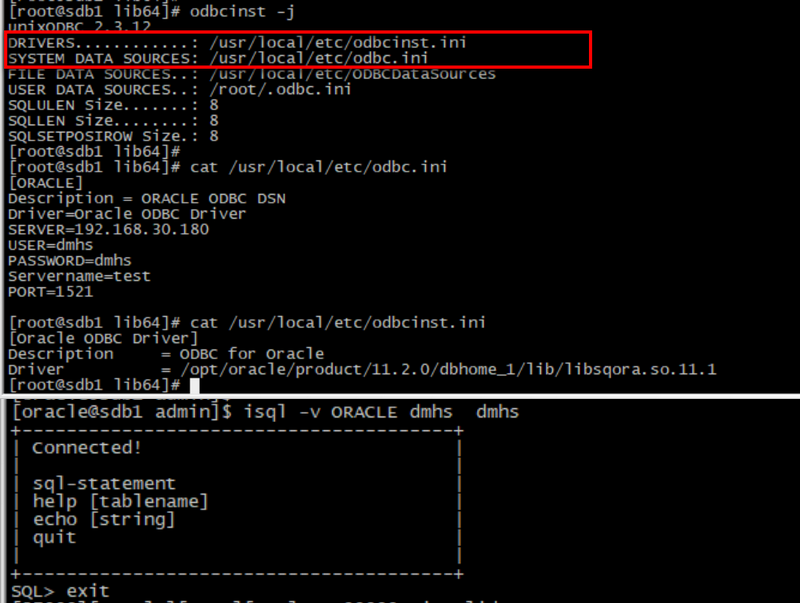 [root@sdb1 lib64]# odbcinst -j
unixODBC 2.3.12
DRIVERS............: /usr/local/etc/odbcinst.ini
SYSTEM DATA SOURCES: /usr/local/etc/odbc.ini
FILE DATA SOURCES..: /usr/local/etc/ODBCDataSources
USER DATA SOURCES..: /root/.odbc.ini
SQLULEN Size.......: 8
SQLLEN Size........: 8
SQLSETPOSIROW Size.: 8
[root@sdb1 lib64]#
[root@sdb1 lib64]# cat /usr/local/etc/odbc.ini
[ORACLE]
Description = ORACLE ODBC DSN
Driver=Oracle ODBC Driver
SERVER=192.168.30.180
USER=dmhs
PASSWORD=dmhs
Servername=test
PORT=1521
[root@sdb1 lib64]# cat /usr/local/etc/odbcinst.ini
[Oracle ODBC Driver]
Description     = ODBC for Oracle
Driver          = /opt/oracle/product/11.2.0/dbhome_1/lib/libsqora.so.11.1
[root@sdb1 lib64]#
[oracle@sdb1 admin]$ isql -v ORACLE dmhs  dmhs
+---------------------------------------+
| Connected!                            |
|                                       |
| sql-statement                         |
| help [tablename]                      |
| echo [string]                         |
| quit                                  |
|                                       |
+---------------------------------------+
SQL> exit